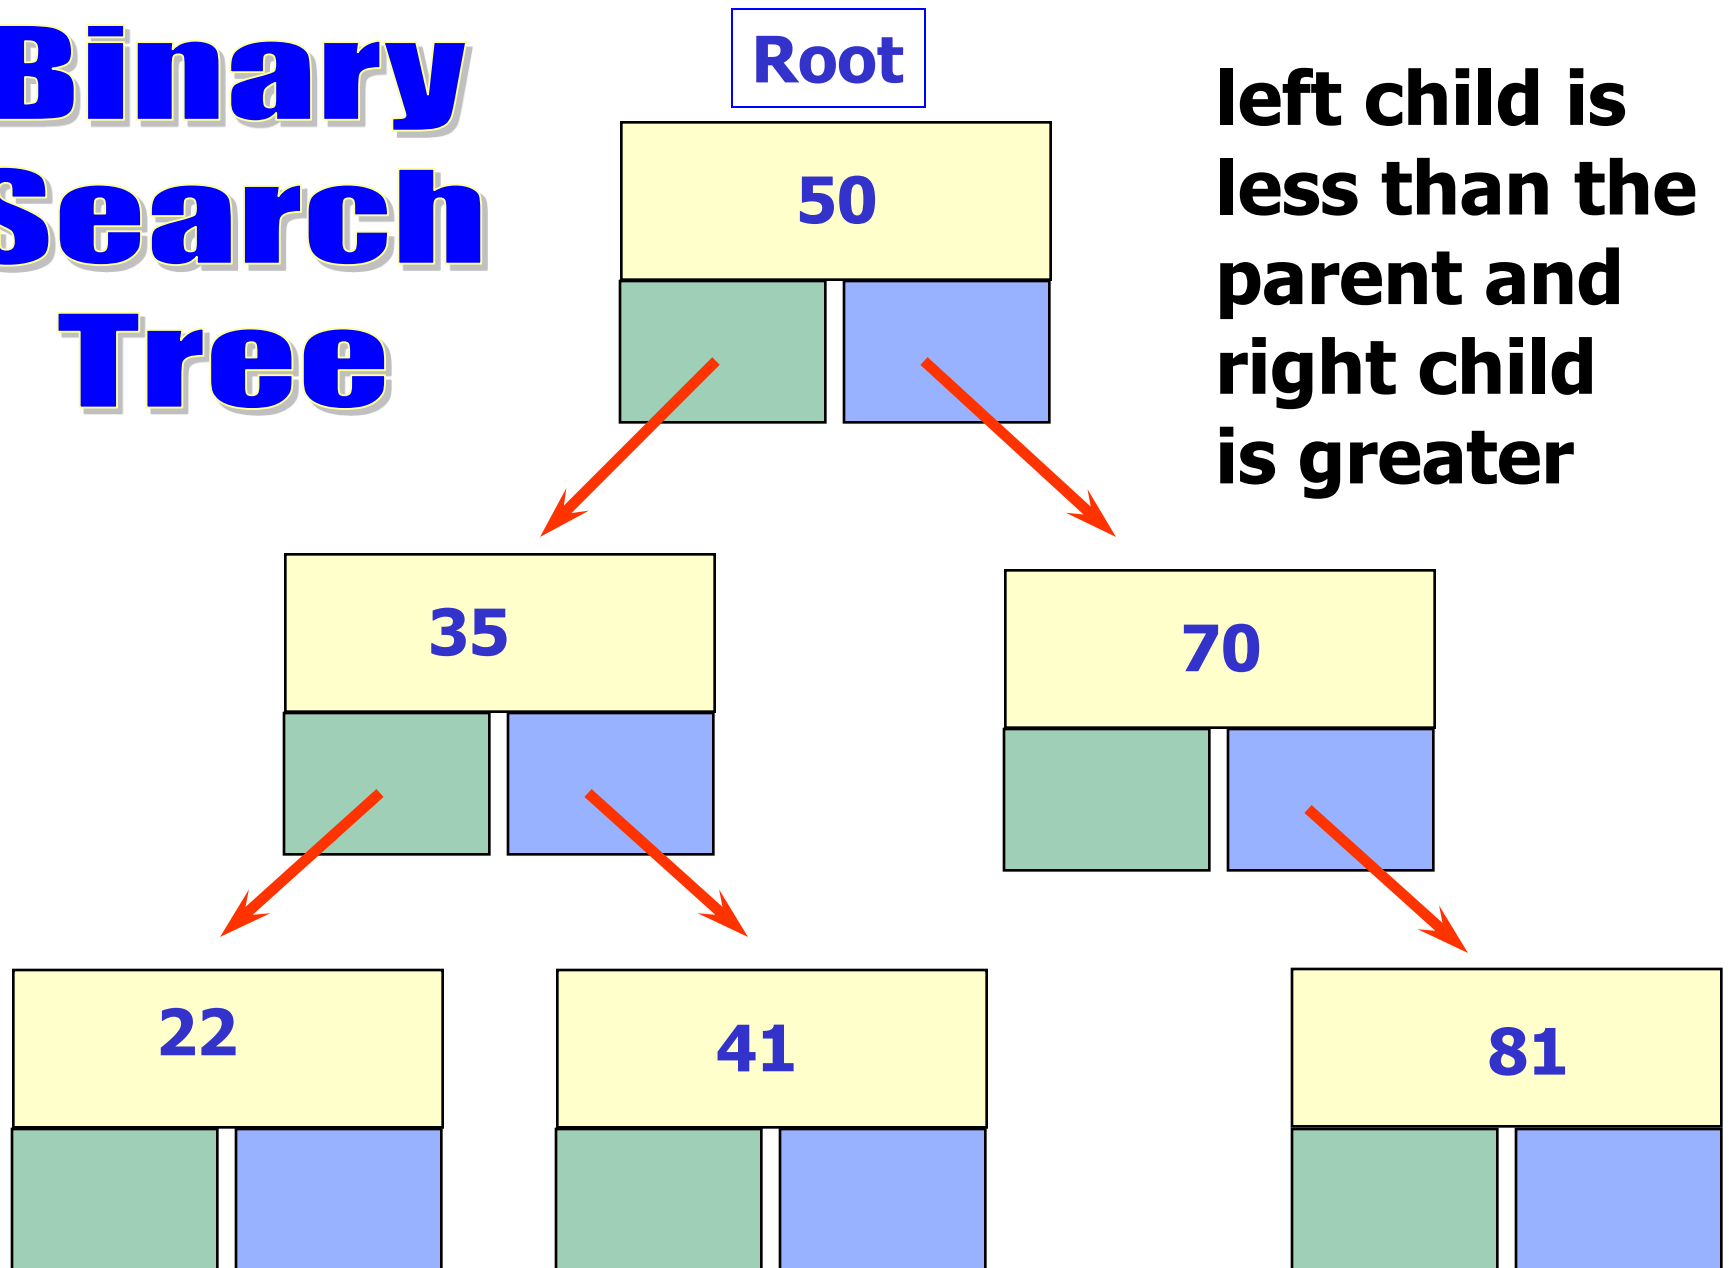 Binary
Search
Tree
Root
left child is
less than the
parent and
right child
is greater
50
35
70
22
41
81